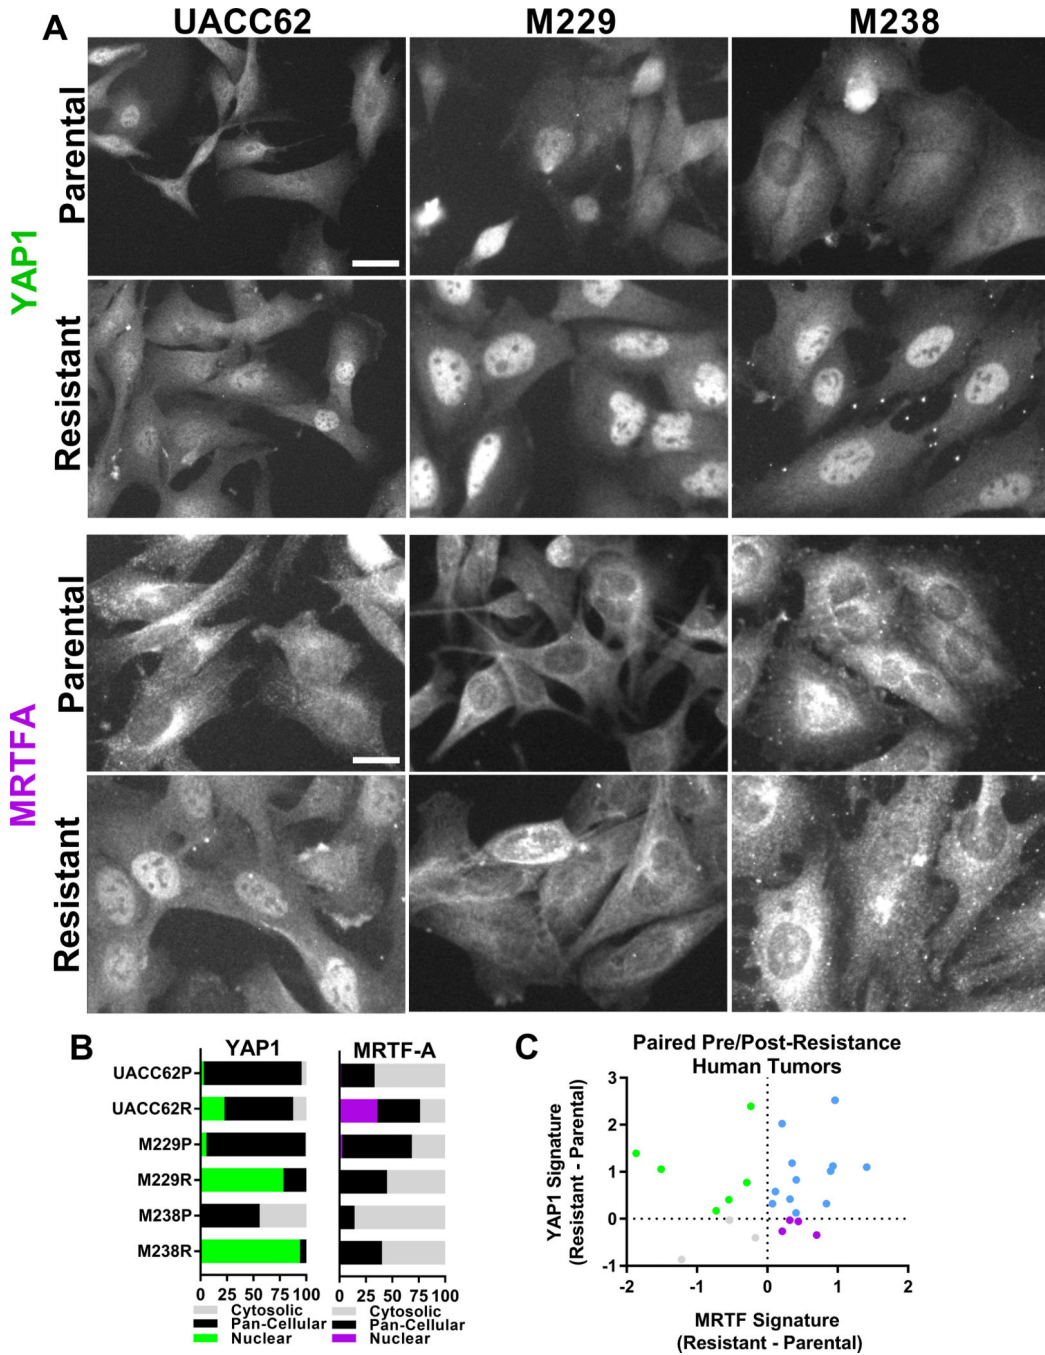 A
UACC62
M229
M238
YAP1
Parental
Resistant
MRTFA
Parental
Resistant
B
YAP1
MRTF-A
UACC62P
UACC62R
M229P
M229R
M238P
M238R
0 25 50 75 100
0 25 50 75 100
Cytosolic
Pan-Cellular
Nuclear
Cytosolic
Pan-Cellular
Nuclear
C
Paired Pre/Post-Resistance
Human Tumors
YAP1 Signature
(Resistant - Parental)
3
2
1
0
-1
-2 -1 0 1 2
MRTF Signature
(Resistant - Parental)